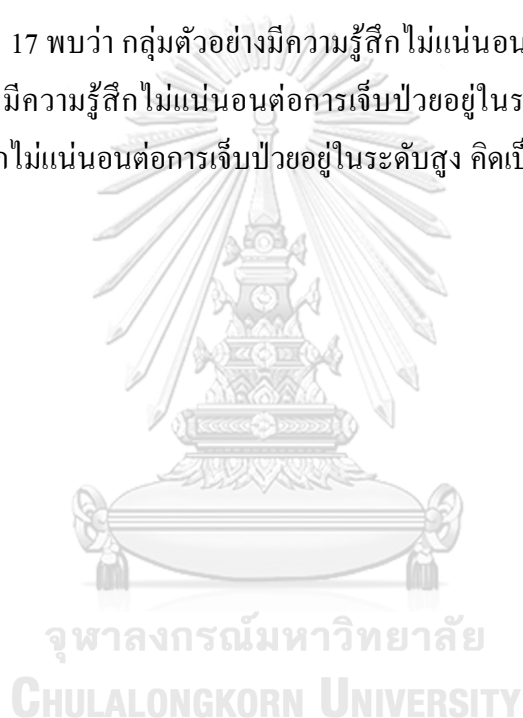 17 พบว่า กลุ่มตัวอย่างมีความรู้สึกไม่แน่นอน
มีความรู้สึกไม่แน่นอนต่อการเจ็บป่วยอยู่ในร
ไม่แน่นอนต่อการเจ็บป่วยอยู่ในระดับสูง คิดเป็
จุฬาลงกรณ์มหาวิทยาลัย
CHULALONGKORN UNIVERSITY